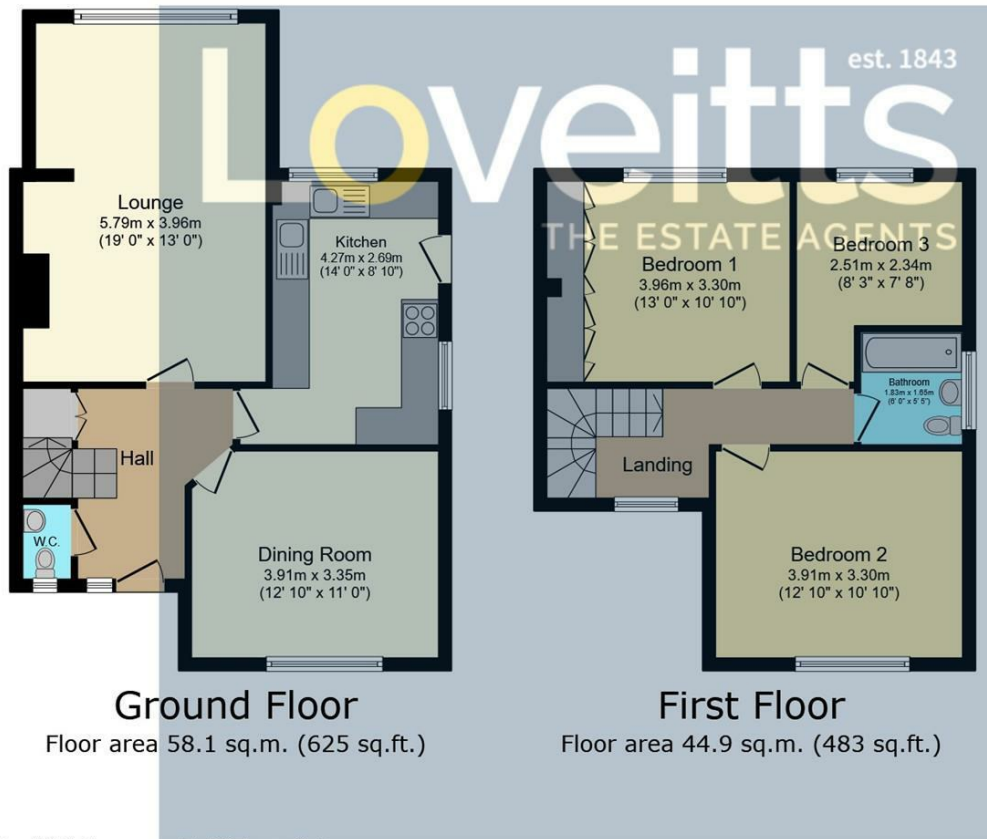 est. 1843
Loveitts
THE ESTATE AGENTS
Lounge
5.79m x 3.96m
(19' 0" x 13' 0")
Kitchen
4.27m x 2.69m
(14' 0" x 8' 10")
Hall
W.C.
Dining Room
3.91m x 3.35m
(12' 10" x 11' 0")
Ground Floor
Floor area 58.1 sq.m. (625 sq.ft.)
Bedroom 1
3.96m x 3.30m
(13' 0" x 10' 10")
Bedroom 3
2.51m x 2.34m
(8' 3" x 7' 8")
Bathroom
1.83m x 1.65m
(6' 0" x 5' 5")
Landing
Bedroom 2
3.91m x 3.30m
(12' 10" x 10' 10")
First Floor
Floor area 44.9 sq.m. (483 sq.ft.)